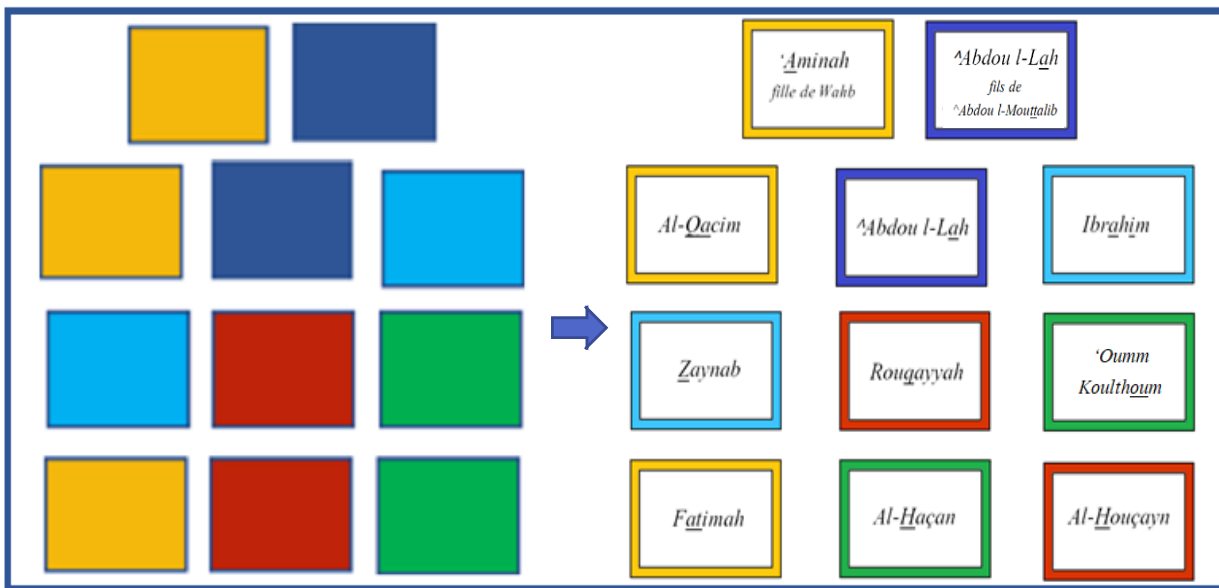 ‘Aminah
fille de Wahb
^Abdou l-Lah
fils de
^Abdou l-Mouttalib
Al-Qacim
^Abdou l-Lah
Ibrahim
Zaynab
Rouqayyah
‘Oumm
Koulthoum
Fatimah
Al-Haçan
Al-Houçayn